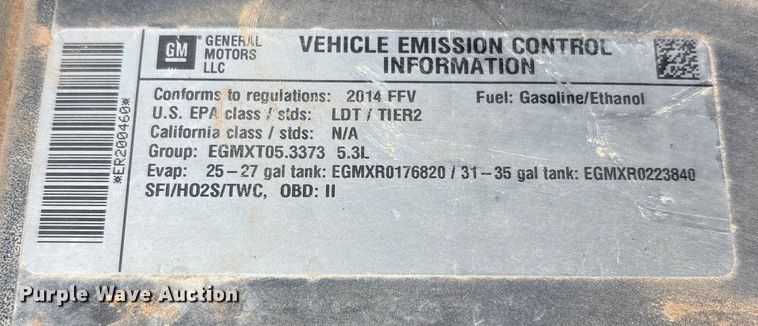 GM GENERAL MOTORS LLC
VEHICLE EMISSION CONTROL
INFORMATION
Conforms to regulations: 2014 FFV Fuel: Gasoline/Ethanol
U.S. EPA class / stds: LDT / TIER2
California class / stds: N/A
Group: EGMXT05.3373 5.3L
Evap: 25-27 gal tank: EGMXR0176820 / 31-35 gal tank: EGMXR0223840
SFI/HO2S/TWC, OBD: II
*ER200460*
Purple Wave Auction